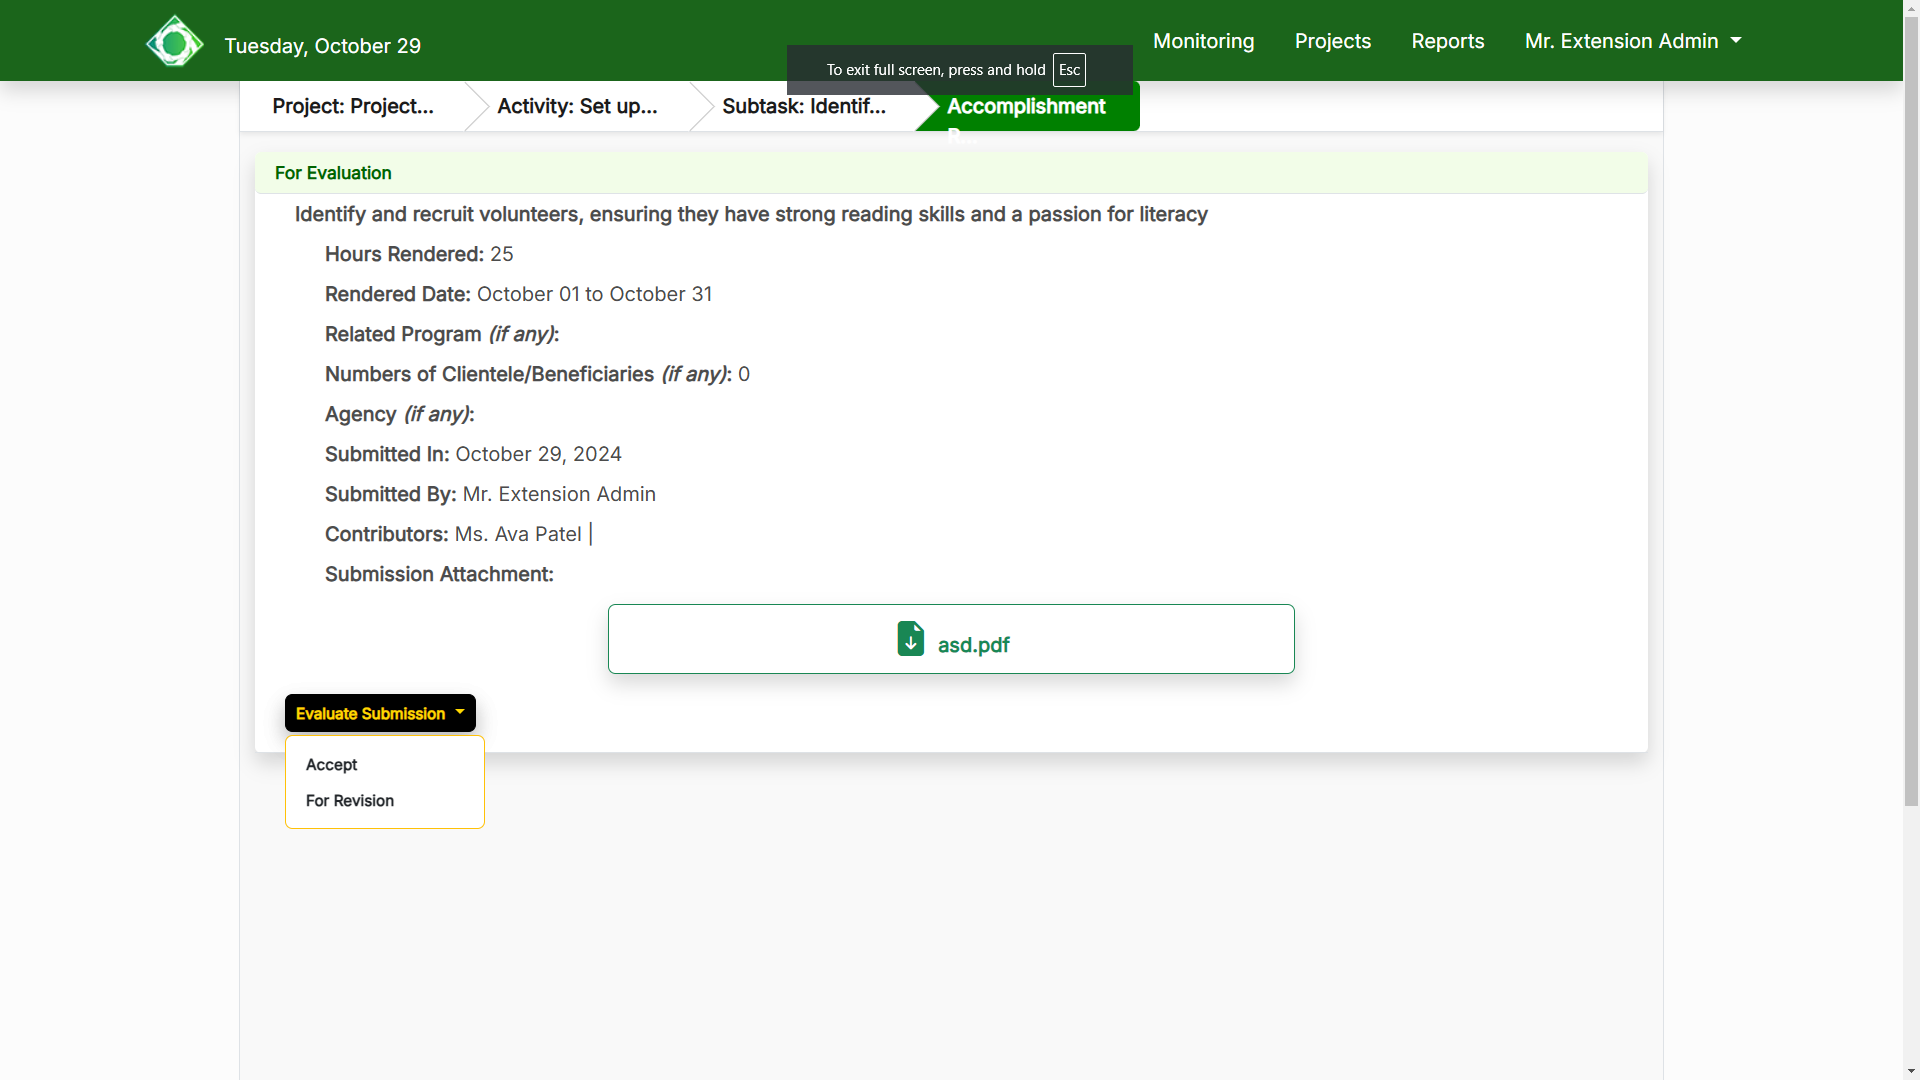 Tuesday, October 29
Monitoring
Projects
Reports
Mr. Extension Admin
To exit full screen, press and hold Esc
Project: Project...
Activity: Set up...
Subtask: Identif...
Accomplishment
R...
For Evaluation
Identify and recruit volunteers, ensuring they have strong reading skills and a passion for literacy
Hours Rendered: 25
Rendered Date: October 01 to October 31
Related Program (if any):
Numbers of Clientele/Beneficiaries (if any): 0
Agency (if any):
Submitted In: October 29, 2024
Submitted By: Mr. Extension Admin
Contributors: Ms. Ava Patel |
Submission Attachment:
asd.pdf
Evaluate Submission
Accept
For Revision